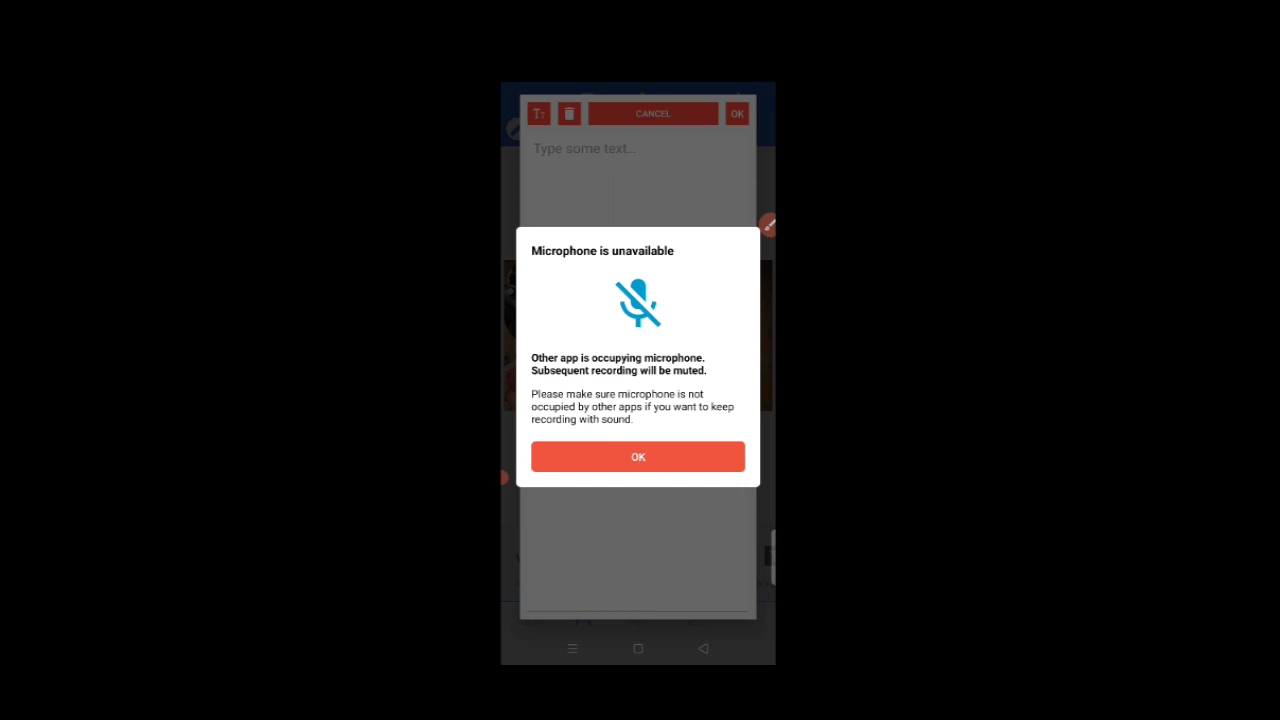 Tт CANCEL OK
Type some text...
Microphone is unavailable
Other app is occupying microphone.
Subsequent recording will be muted.
Please make sure microphone is not
occupied by other apps if you want to keep
recording with sound.
OK